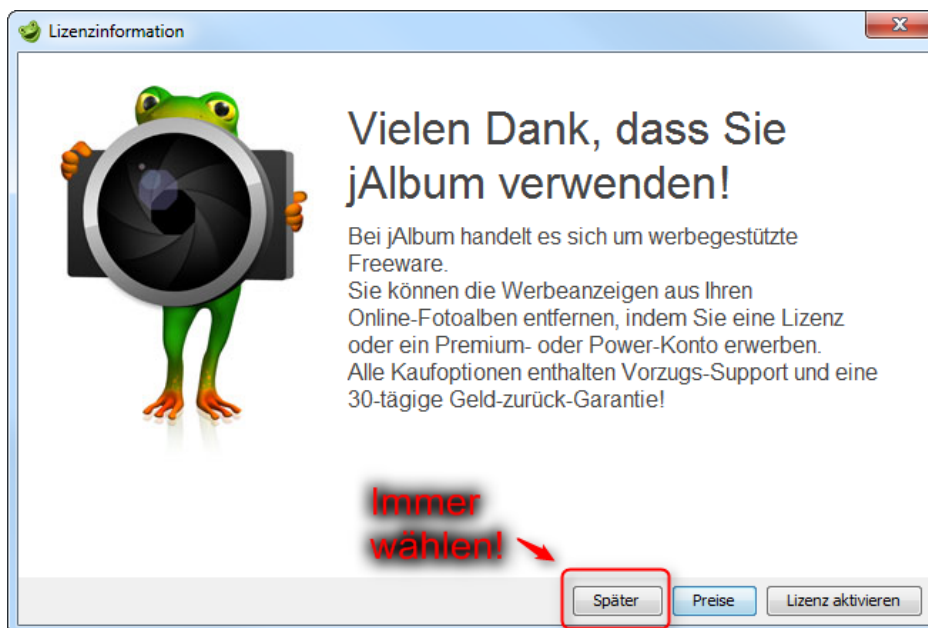 Lizenzinformation
Vielen Dank, dass Sie
jAlbum verwenden!
Bei jAlbum handelt es sich um werbegestützte
Freeware.
Sie können die Werbeanzeigen aus Ihren
Online-Fotoalben entfernen, indem Sie eine Lizenz
oder ein Premium- oder Power-Konto erwerben.
Alle Kaufoptionen enthalten Vorzugs-Support und eine
30-tägige Geld-zurück-Garantie!
Immer
wählen!
Später Preise Lizenz aktivieren